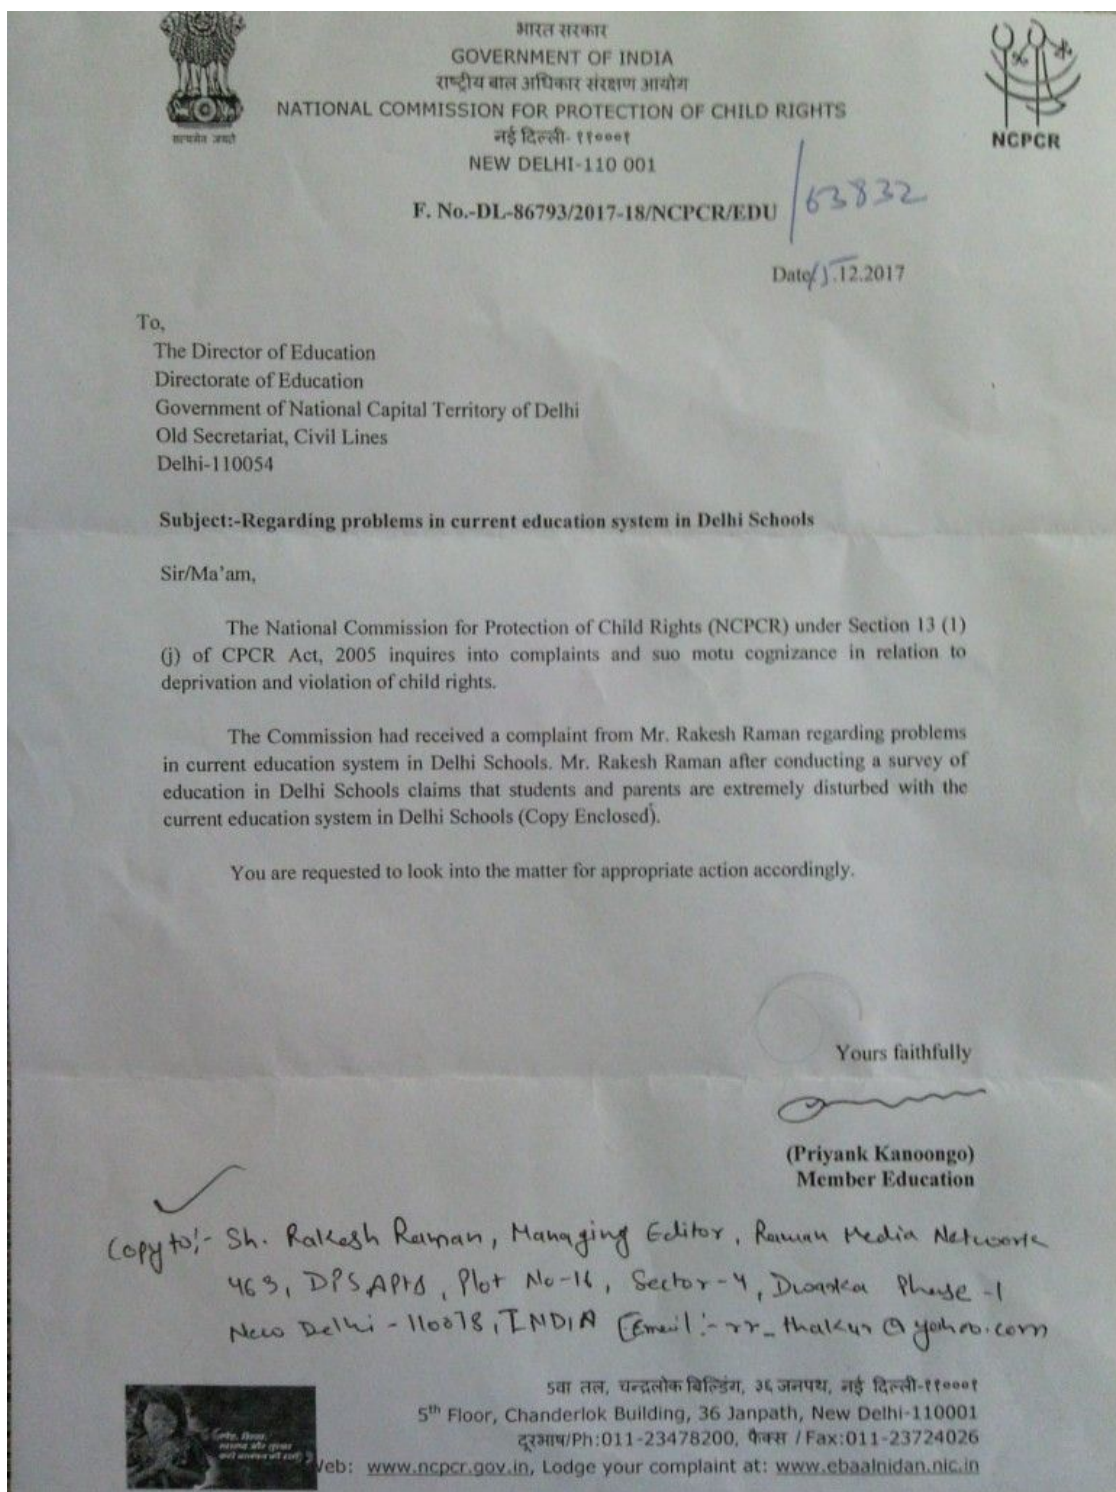 भारत सरकार
GOVERNMENT OF INDIA
राष्ट्रीय बाल अधिकार संरक्षण आयोग
NATIONAL COMMISSION FOR PROTECTION OF CHILD RIGHTS
नई दिल्ली- ११०००१
NEW DELHI-110 001
सत्यमेव जयते
NCPCR
F. No.-DL-86793/2017-18/NCPCR/EDU /63832
Date .12.2017
To,
The Director of Education
Directorate of Education
Government of National Capital Territory of Delhi
Old Secretariat, Civil Lines
Delhi-110054
Subject:-Regarding problems in current education system in Delhi Schools
Sir/Ma'am,
The National Commission for Protection of Child Rights (NCPCR) under Section 13 (1)
(j) of CPCR Act, 2005 inquires into complaints and suo motu cognizance in relation to
deprivation and violation of child rights.
The Commission had received a complaint from Mr. Rakesh Raman regarding problems
in current education system in Delhi Schools. Mr. Rakesh Raman after conducting a survey of
education in Delhi Schools claims that students and parents are extremely disturbed with the
current education system in Delhi Schools (Copy Enclosed).
You are requested to look into the matter for appropriate action accordingly.
Yours faithfully
(Priyank Kanoongo)
Member Education
Copy to:- Sh. Rakesh Raman, Managing Editor, Raman Media Network
463, DPS Apts, Plot No-16, Sector-4, Dwarka Phase-1
New Delhi-110078, INDIA [Email:- rr_thakur@yahoo.com
5वा तल, चन्द्रलोक बिल्डिंग, ३६ जनपथ, नई दिल्ली-११०००१
5th Floor, Chanderlok Building, 36 Janpath, New Delhi-110001
दूरभाष/Ph:011-23478200, फैक्स / Fax:011-23724026
Web: www.ncpcr.gov.in, Lodge your complaint at: www.ebaalnidan.nic.in